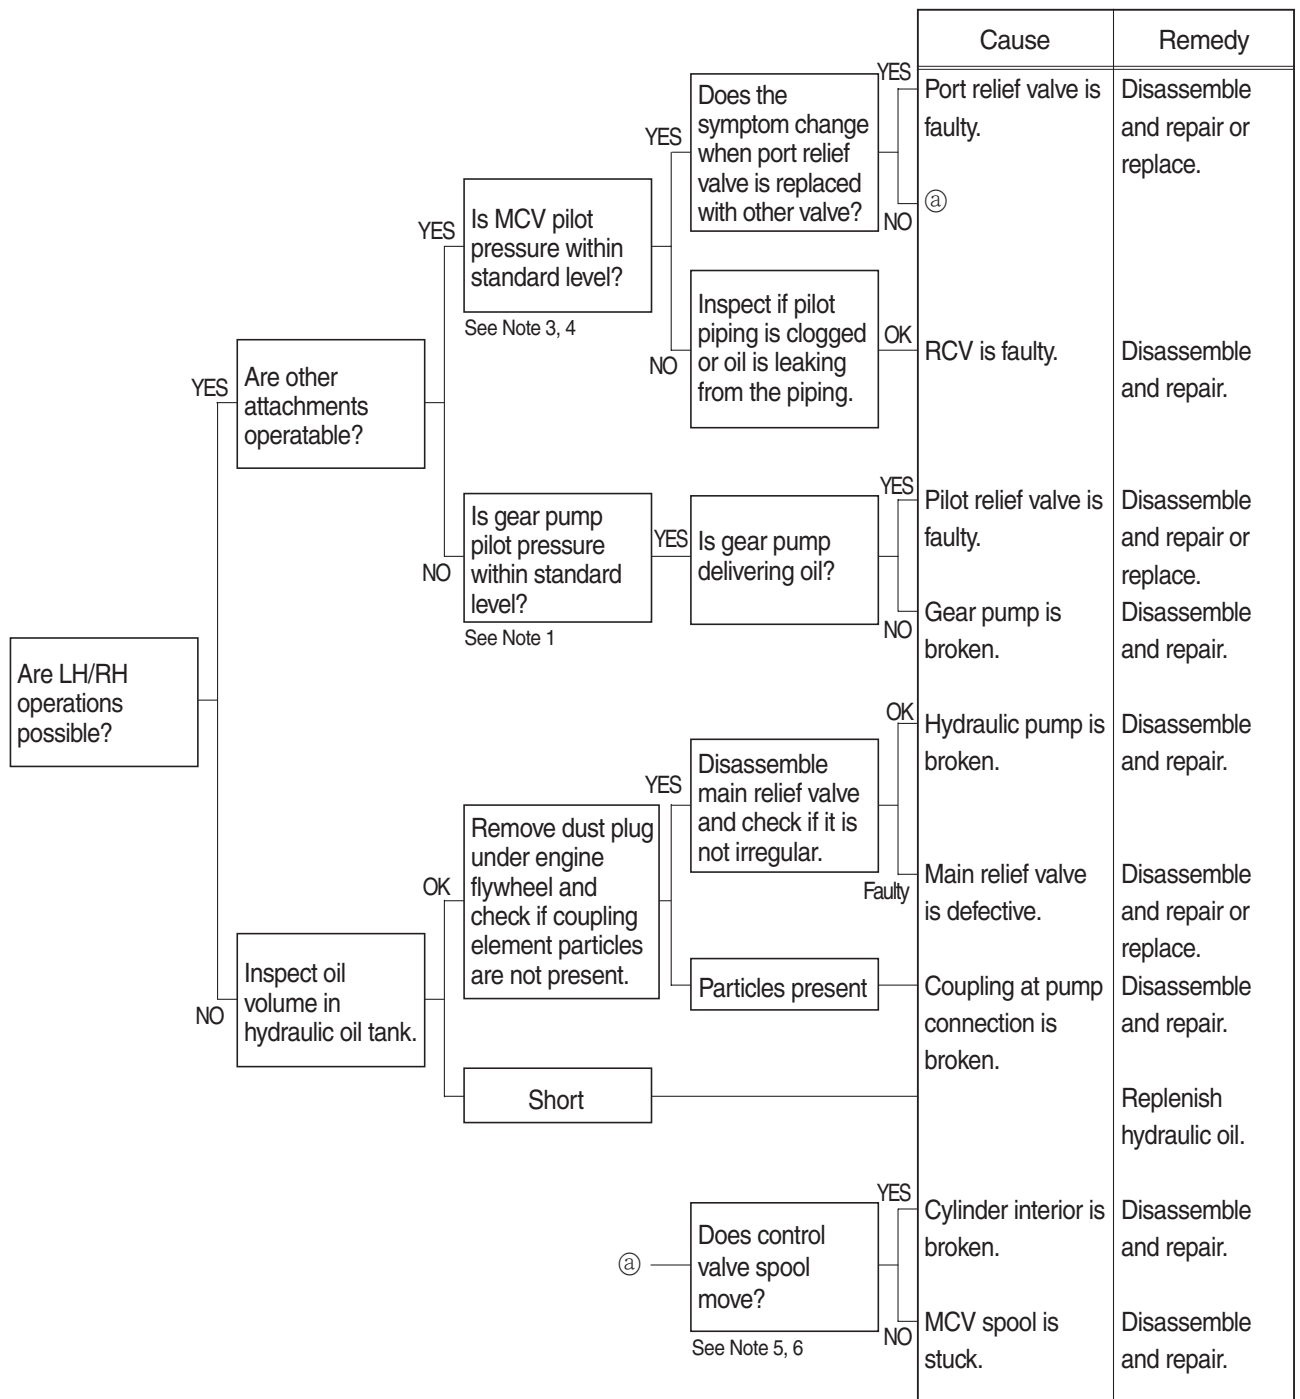 Cause
Remedy
YES
Port relief valve is
faulty.
Disassemble
and repair or
replace.
Does the
symptom change
when port relief
valve is replaced
with other valve?
YES
NO
ⓐ
YES
Is MCV pilot
pressure within
standard level?
See Note 3, 4
Inspect if pilot
piping is clogged
or oil is leaking
from the piping.
NO
OK
RCV is faulty.
Disassemble
and repair.
YES
Are other
attachments
operatable?
NO
Is gear pump
pilot pressure
within standard
level?
See Note 1
YES
Is gear pump
delivering oil?
YES
Pilot relief valve is
faulty.
Disassemble
and repair or
replace.
NO
Gear pump is
broken.
Disassemble
and repair.
Are LH/RH
operations
possible?
OK
Hydraulic pump is
broken.
Disassemble
and repair.
YES
Disassemble
main relief valve
and check if it is
not irregular.
OK
Remove dust plug
under engine
flywheel and
check if coupling
element particles
are not present.
Faulty
Main relief valve
is defective.
Disassemble
and repair or
replace.
NO
Inspect oil
volume in
hydraulic oil tank.
Particles present
Coupling at pump
connection is
broken.
Disassemble
and repair.
Short
Replenish
hydraulic oil.
ⓐ
Does control
valve spool
move?
See Note 5, 6
YES
Cylinder interior is
broken.
Disassemble
and repair.
NO
MCV spool is
stuck.
Disassemble
and repair.